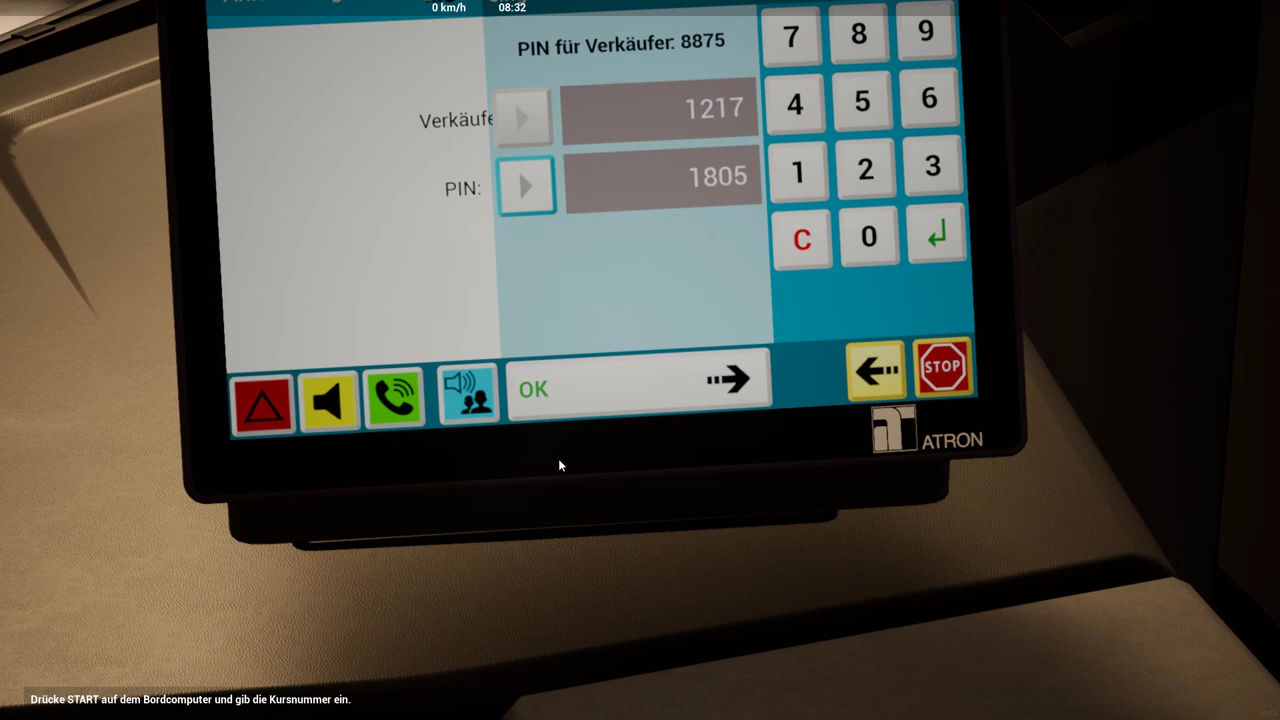 0 km/h 08:32
PIN für Verkäufer: 8875
Verkäufe 1217
PIN: 1805
7 8 9
4 5 6
1 2 3
C 0
OK
STOP
ATRON
Drücke START auf dem Bordcomputer und gib die Kursnummer ein.